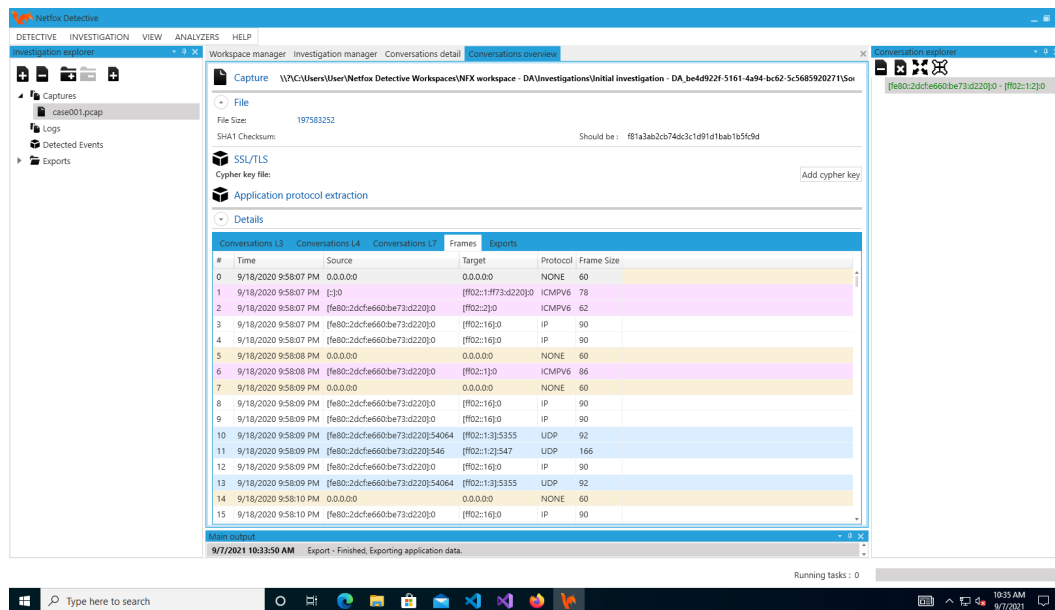 Netfox Detective
DETECTIVE INVESTIGATION VIEW ANALYZERS HELP
Investigation explorer
Captures
case001.pcap
Logs
Detected Events
Exports
Workspace manager Investigation manager Conversations detail Conversations overview
Capture \\?\C:\Users\User\Netfox Detective Workspaces\NFX workspace - DA\Investigations\Initial investigation - DA_be4d922f-5161-4a94-bc62-5c5685920271\Sou
File
File Size: 197583252
SHA1 Checksum: Should be : f81a3ab2cb74dc3c1d91d1bab1b5fc9d
SSL/TLS
Cypher key file: Add cypher key
Application protocol extraction
Details
Conversations L3 Conversations L4 Conversations L7 Frames Exports
# Time Source Target Protocol Frame Size
0 9/18/2020 9:58:07 PM 0.0.0.0:0 0.0.0.0:0 NONE 60
1 9/18/2020 9:58:07 PM [::]:0 [ff02::1:ff73:d220]:0 ICMPV6 78
2 9/18/2020 9:58:07 PM [fe80::2dcf:e660:be73:d220]:0 [ff02::2]:0 ICMPV6 62
3 9/18/2020 9:58:07 PM [fe80::2dcf:e660:be73:d220]:0 [ff02::16]:0 IP 90
4 9/18/2020 9:58:07 PM [fe80::2dcf:e660:be73:d220]:0 [ff02::16]:0 IP 90
5 9/18/2020 9:58:08 PM 0.0.0.0:0 0.0.0.0:0 NONE 60
6 9/18/2020 9:58:08 PM [fe80::2dcf:e660:be73:d220]:0 [ff02::1]:0 ICMPV6 86
7 9/18/2020 9:58:09 PM 0.0.0.0:0 0.0.0.0:0 NONE 60
8 9/18/2020 9:58:09 PM [fe80::2dcf:e660:be73:d220]:0 [ff02::16]:0 IP 90
9 9/18/2020 9:58:09 PM [fe80::2dcf:e660:be73:d220]:0 [ff02::16]:0 IP 90
10 9/18/2020 9:58:09 PM [fe80::2dcf:e660:be73:d220]:54064 [ff02::1:3]:5355 UDP 92
11 9/18/2020 9:58:09 PM [fe80::2dcf:e660:be73:d220]:546 [ff02::1:2]:547 UDP 166
12 9/18/2020 9:58:09 PM [fe80::2dcf:e660:be73:d220]:0 [ff02::16]:0 IP 90
13 9/18/2020 9:58:09 PM [fe80::2dcf:e660:be73:d220]:54064 [ff02::1:3]:5355 UDP 92
14 9/18/2020 9:58:10 PM 0.0.0.0:0 0.0.0.0:0 NONE 60
15 9/18/2020 9:58:10 PM [fe80::2dcf:e660:be73:d220]:0 [ff02::16]:0 IP 90
Main output
9/7/2021 10:33:50 AM Export - Finished, Exporting application data.
Conversation explorer
[fe80::2dcf:e660:be73:d220]:0 - [ff02::1:2]:0
Running tasks : 0
Type here to search
10:35 AM
9/7/2021